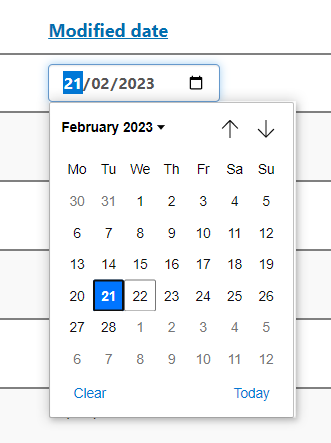 Modified date
21/02/2023
February 2023
Mo Tu We Th Fr Sa Su
30 31 1 2 3 4 5
6 7 8 9 10 11 12
13 14 15 16 17 18 19
20 21 22 23 24 25 26
27 28 1 2 3 4 5
6 7 8 9 10 11 12
Clear Today